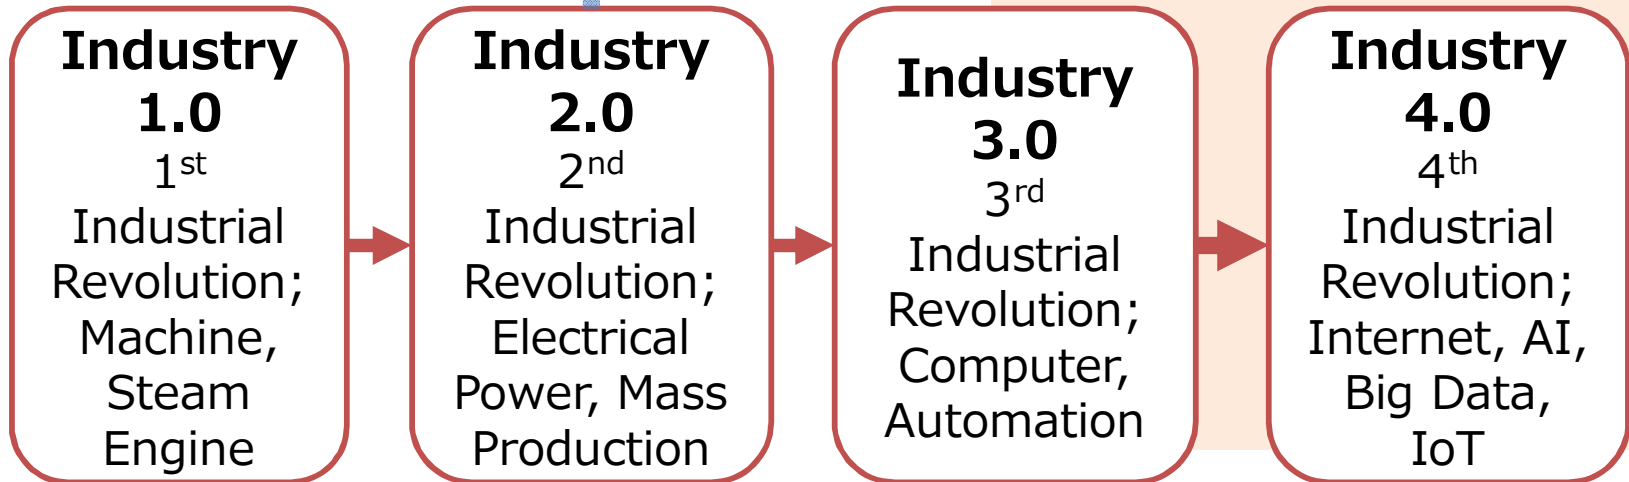 Industry
1.0
1st
Industrial
Revolution;
Machine,
Steam
Engine
Industry
2.0
2nd
Industrial
Revolution;
Electrical
Power, Mass
Production
Industry
3.0
3rd
Industrial
Revolution;
Computer,
Automation
Industry
4.0
4th
Industrial
Revolution;
Internet, AI,
Big Data,
IoT